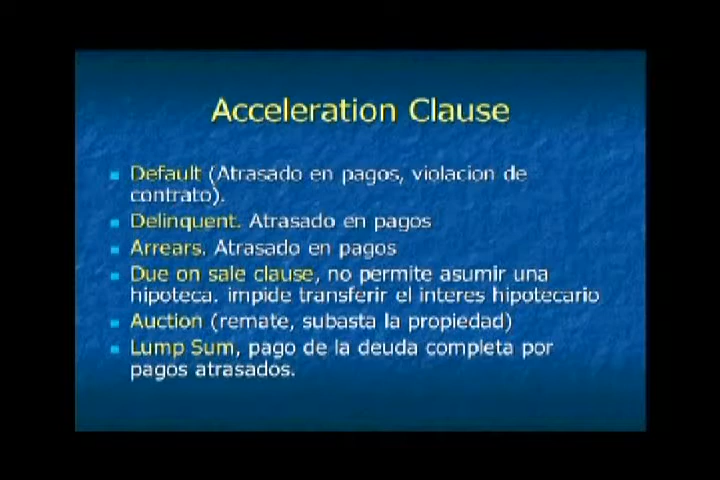 Acceleration Clause
Default (Atrasado en pagos, violacion de
contrato).
Delinquent. Atrasado en pagos
Arrears. Atrasado en pagos
Due on sale clause, no permite asumir una
hipoteca. impide transferir el interes hipotecario
Auction (remate, subasta la propiedad)
Lump Sum, pago de la deuda completa por
pagos atrasados.